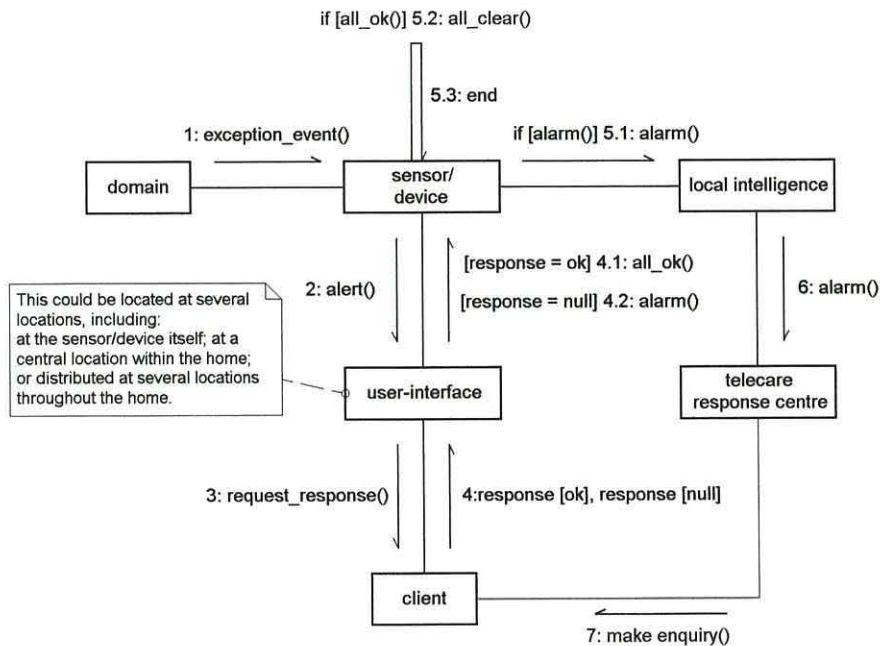 if [all_ok()] 5.2: all_clear()
5.3: end
1: exception_event()
if [alarm()] 5.1: alarm()
domain
sensor/
device
local intelligence
2: alert()
[response = ok] 4.1: all_ok()
[response = null] 4.2: alarm()
6: alarm()
This could be located at several
locations, including:
at the sensor/device itself; at a
central location within the home;
or distributed at several locations
throughout the home.
user-interface
telecare
response centre
3: request_response()
4:response [ok], response [null]
client
7: make enquiry()